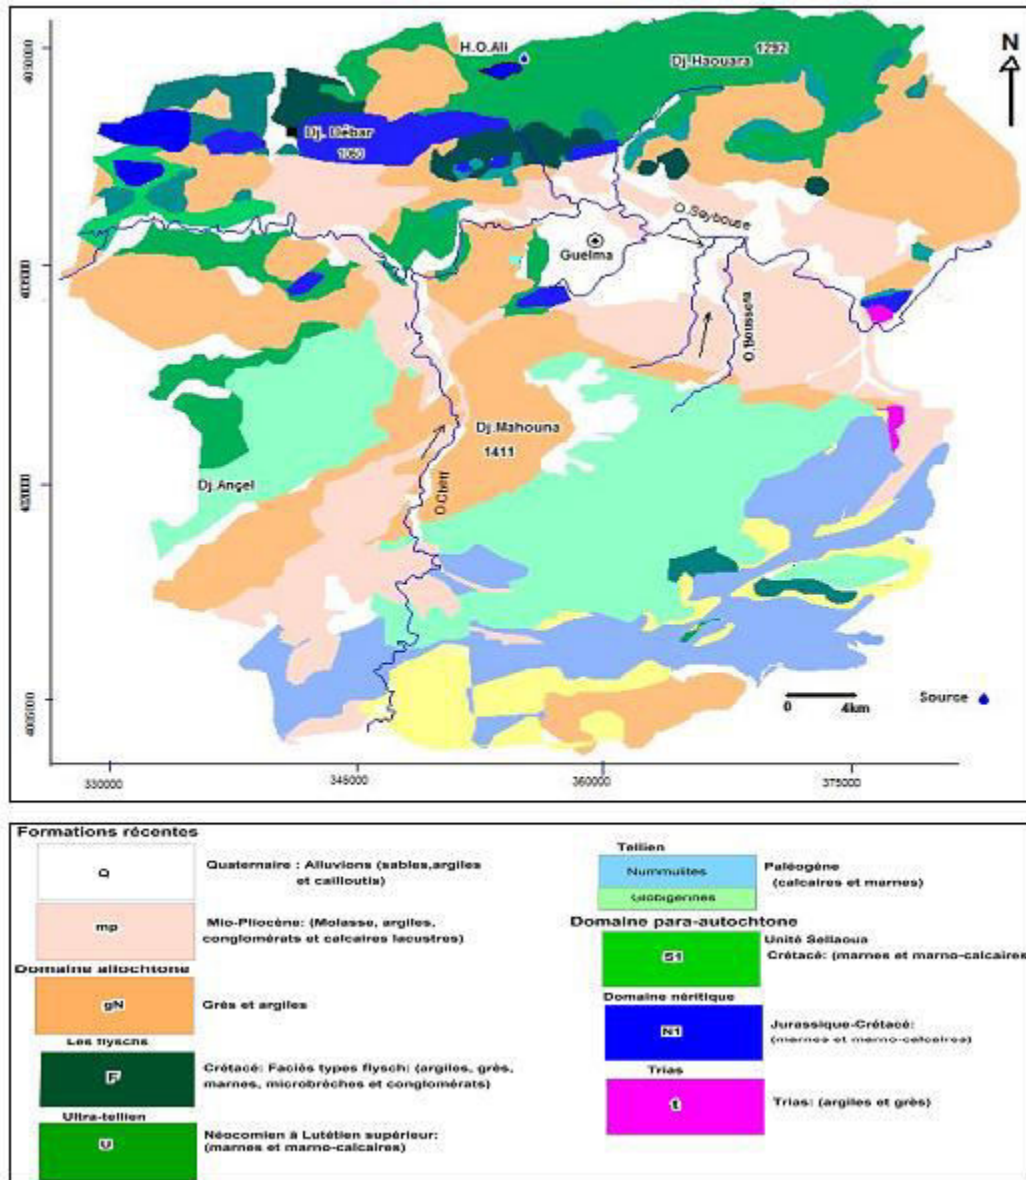 H.O.Ali
1292
Dj.Haouara
N
4050000
Dj. Débar
1060
O.Seybouse
Guelma
O.Boussora
Dj.Mahouna
1411
Dj.Ançel
O.Cheff
0 4km
Source
330000 345000 360000 375000
Formations récentes
Q
Quaternaire : Alluvions (sables,argiles
et cailloutis)
mp
Mio-Pliocène: (Molasse, argiles,
conglomérats et calcaires lacustres)
Domaine allochtone
gN
Grès et argiles
Les flyschs
F
Crétacé: Faciès types flysch: (argiles, grès,
marnes, microbrèches et conglomérats)
Ultra-tellien
U
Néocomien à Lutétien supérieur:
(marnes et marno-calcaires)
Tellien
Nummulites
Globigerines
Paléogène
(calcaires et marnes)
Domaine para-autochtone
S1
Unité Sellaoua
Crétacé: (marnes et marno-calcaires
Domaine néritique
N1
Jurassique-Crétacé:
(marnes et marno-calcaires)
Trias
t
Trias: (argiles et grès)